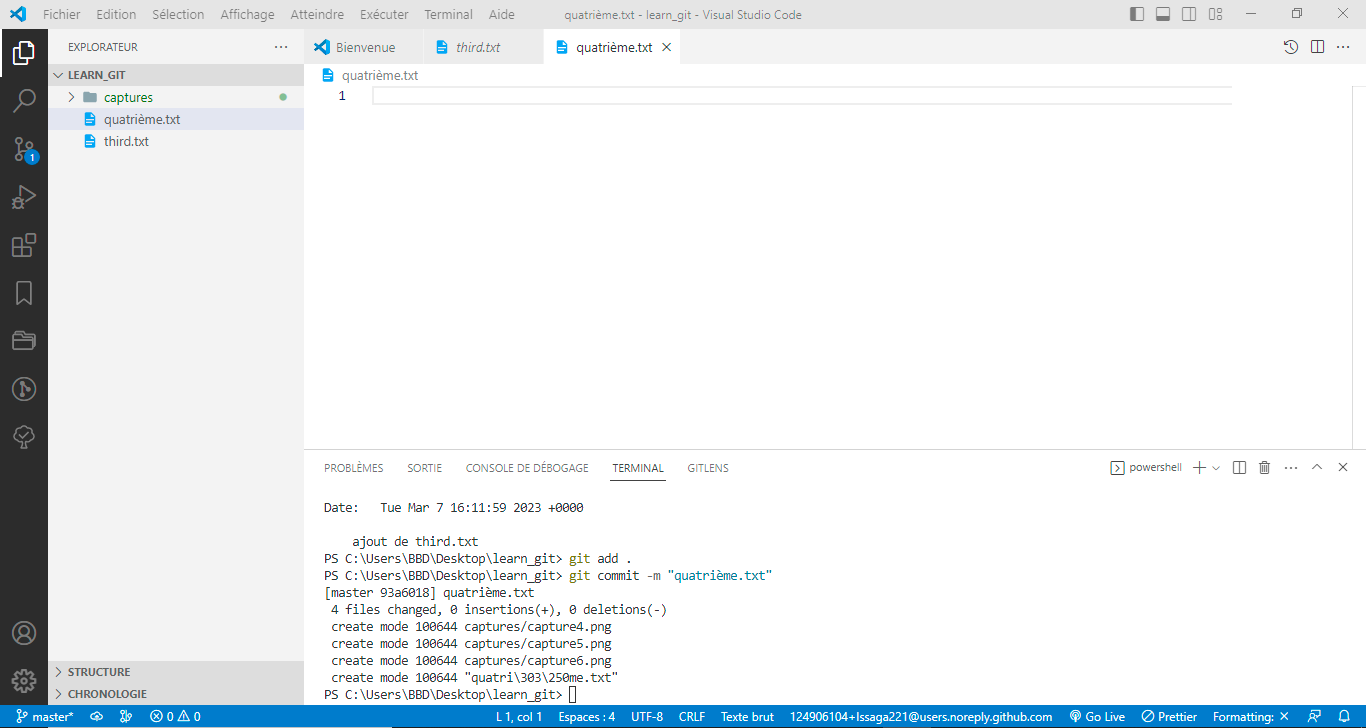 Fichier Edition Sélection Affichage Atteindre Exécuter Terminal Aide quatrième.txt - learn_git - Visual Studio Code
EXPLORATEUR
LEARN_GIT
captures
quatrième.txt
third.txt
1
Bienvenue third.txt quatrième.txt
quatrième.txt
1
PROBLÈMES SORTIE CONSOLE DE DÉBOGAGE TERMINAL GITLENS powershell
Date: Tue Mar 7 16:11:59 2023 +0000
ajout de third.txt
PS C:\Users\BBD\Desktop\learn_git> git add .
PS C:\Users\BBD\Desktop\learn_git> git commit -m "quatrième.txt"
[master 93a6018] quatrième.txt
4 files changed, 0 insertions(+), 0 deletions(-)
create mode 100644 captures/capture4.png
create mode 100644 captures/capture5.png
create mode 100644 captures/capture6.png
create mode 100644 "quatri\303\250me.txt"
PS C:\Users\BBD\Desktop\learn_git>
STRUCTURE
CHRONOLOGIE
master* 0 0 L 1, col 1 Espaces : 4 UTF-8 CRLF Texte brut 124906104+Issaga221@users.noreply.github.com Go Live Prettier Formatting: ×